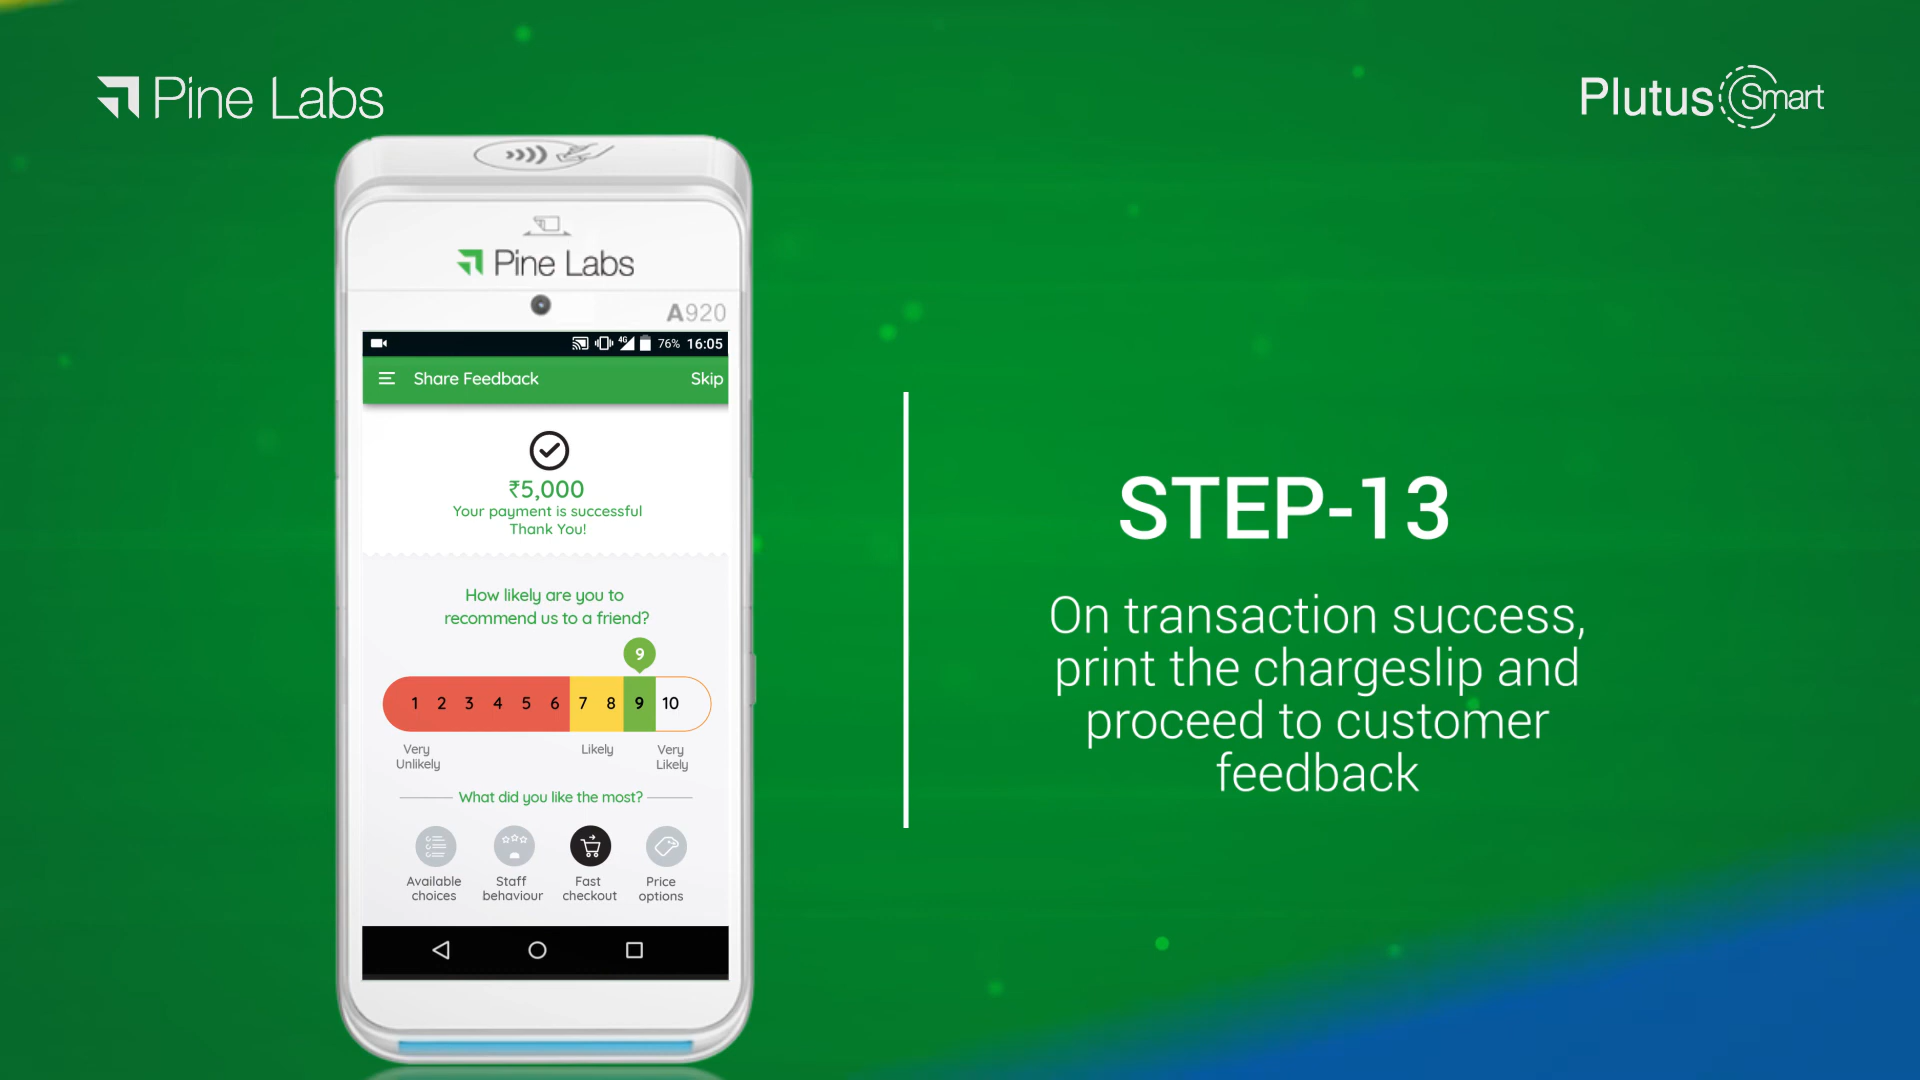 Pine Labs
Plutus Smart
Pine Labs
A920
4G 76% 16:05
Share Feedback Skip
₹5,000
Your payment is successful
Thank You!
How likely are you to
recommend us to a friend?
9
1 2 3 4 5 6 7 8 9 10
Very
Unlikely
Likely
Very
Likely
What did you like the most?
Available
choices
Staff
behaviour
Fast
checkout
Price
options
STEP-13
On transaction success,
print the chargeslip and
proceed to customer
feedback